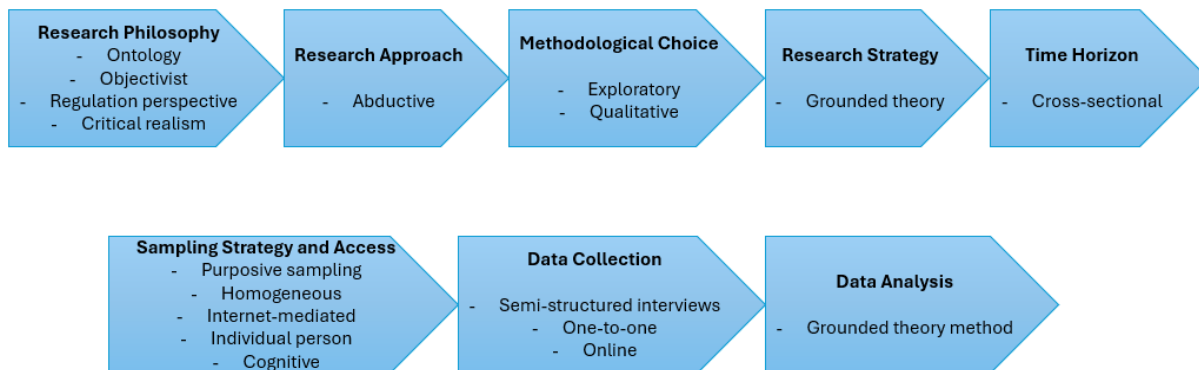 Research Philosophy
- Ontology
- Objectivist
- Regulation perspective
- Critical realism
Research Approach
- Abductive
Methodological Choice
- Exploratory
- Qualitative
Research Strategy
- Grounded theory
Time Horizon
- Cross-sectional
Sampling Strategy and Access
- Purposive sampling
- Homogeneous
- Internet-mediated
- Individual person
- Cognitive
Data Collection
- Semi-structured interviews
- One-to-one
- Online
Data Analysis
- Grounded theory method